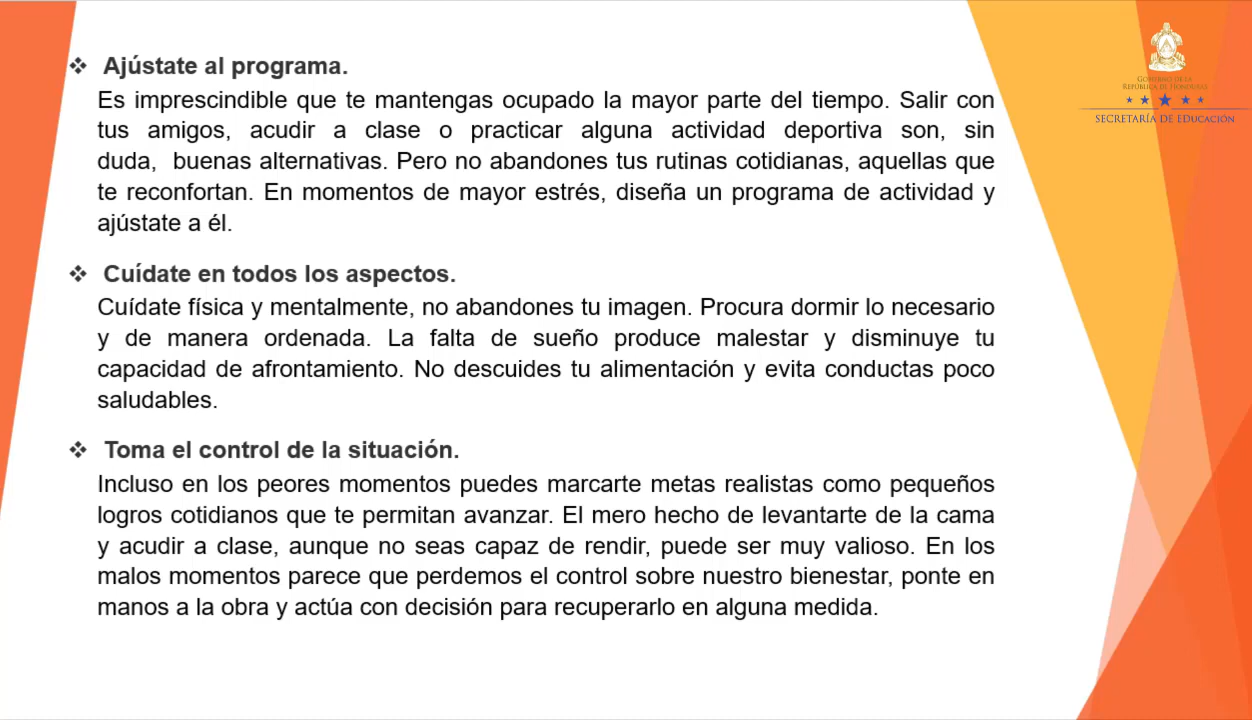 ❖ Ajústate al programa.
Es imprescindible que te mantengas ocupado la mayor parte del tiempo. Salir con
tus amigos, acudir a clase o practicar alguna actividad deportiva son, sin
duda, buenas alternativas. Pero no abandones tus rutinas cotidianas, aquellas que
te reconfortan. En momentos de mayor estrés, diseña un programa de actividad y
ajústate a él.
❖ Cuídate en todos los aspectos.
Cuídate física y mentalmente, no abandones tu imagen. Procura dormir lo necesario
y de manera ordenada. La falta de sueño produce malestar y disminuye tu
capacidad de afrontamiento. No descuides tu alimentación y evita conductas poco
saludables.
❖ Toma el control de la situación.
Incluso en los peores momentos puedes marcarte metas realistas como pequeños
logros cotidianos que te permitan avanzar. El mero hecho de levantarte de la cama
y acudir a clase, aunque no seas capaz de rendir, puede ser muy valioso. En los
malos momentos parece que perdemos el control sobre nuestro bienestar, ponte en
manos a la obra y actúa con decisión para recuperarlo en alguna medida.
GOBIERNO DE LA
REPÚBLICA DE HONDURAS
SECRETARÍA DE EDUCACIÓN